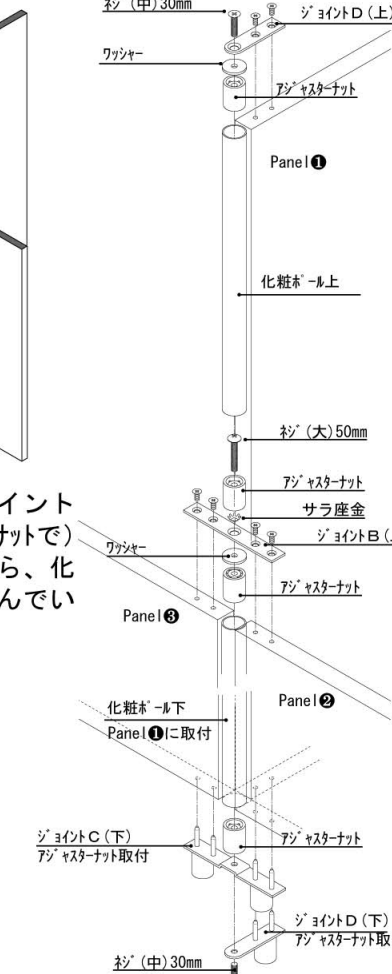 ネジ(中)30mm
ジョイントD(上)
ワッシャー
アジャスターナット
Panel❶
化粧ポール上
ネジ(大)50mm
アジャスターナット
サラ座金
ジョイントB(
ワッシャー
アジャスターナット
イント
ナットで)
ら、化
んでい
Panel❸
Panel❷
化粧ポール下
Panel❶に取付
ジョイントC(下)
アジャスターナット取付
アジャスターナット
ジョイントD(下)
アジャスターナット取
ネジ(中)30mm